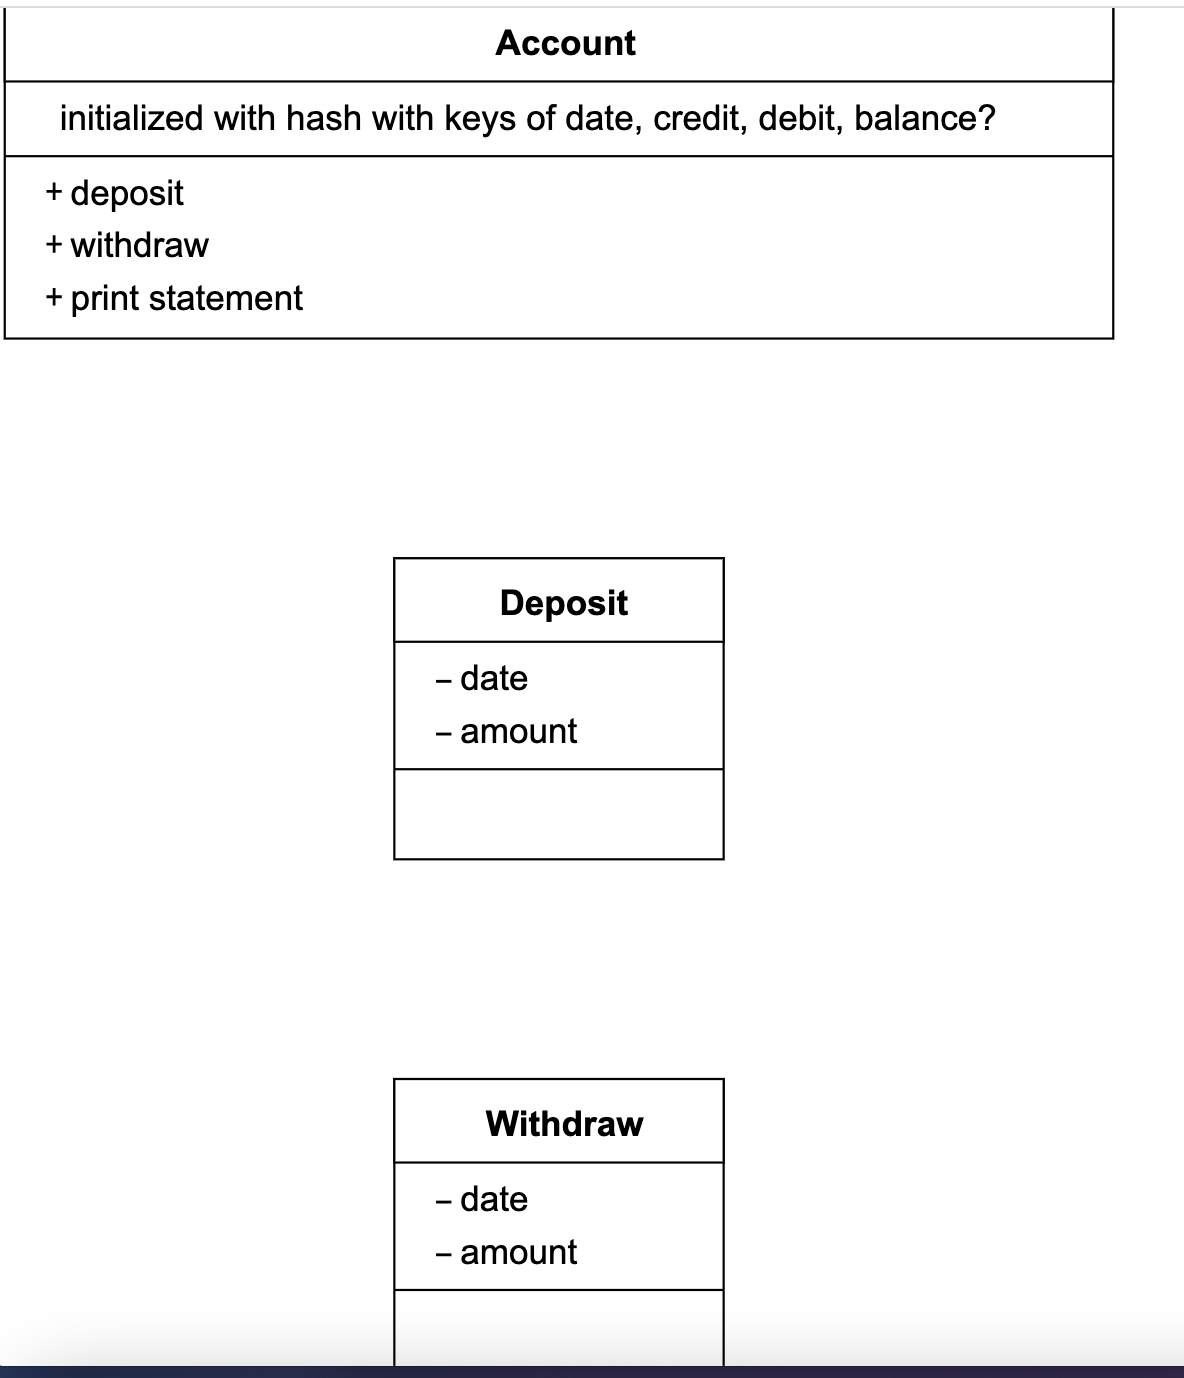 Account
initialized with hash with keys of date, credit, debit, balance?
+ deposit
+ withdraw
+ print statement
Deposit
– date
– amount
Withdraw
– date
– amount